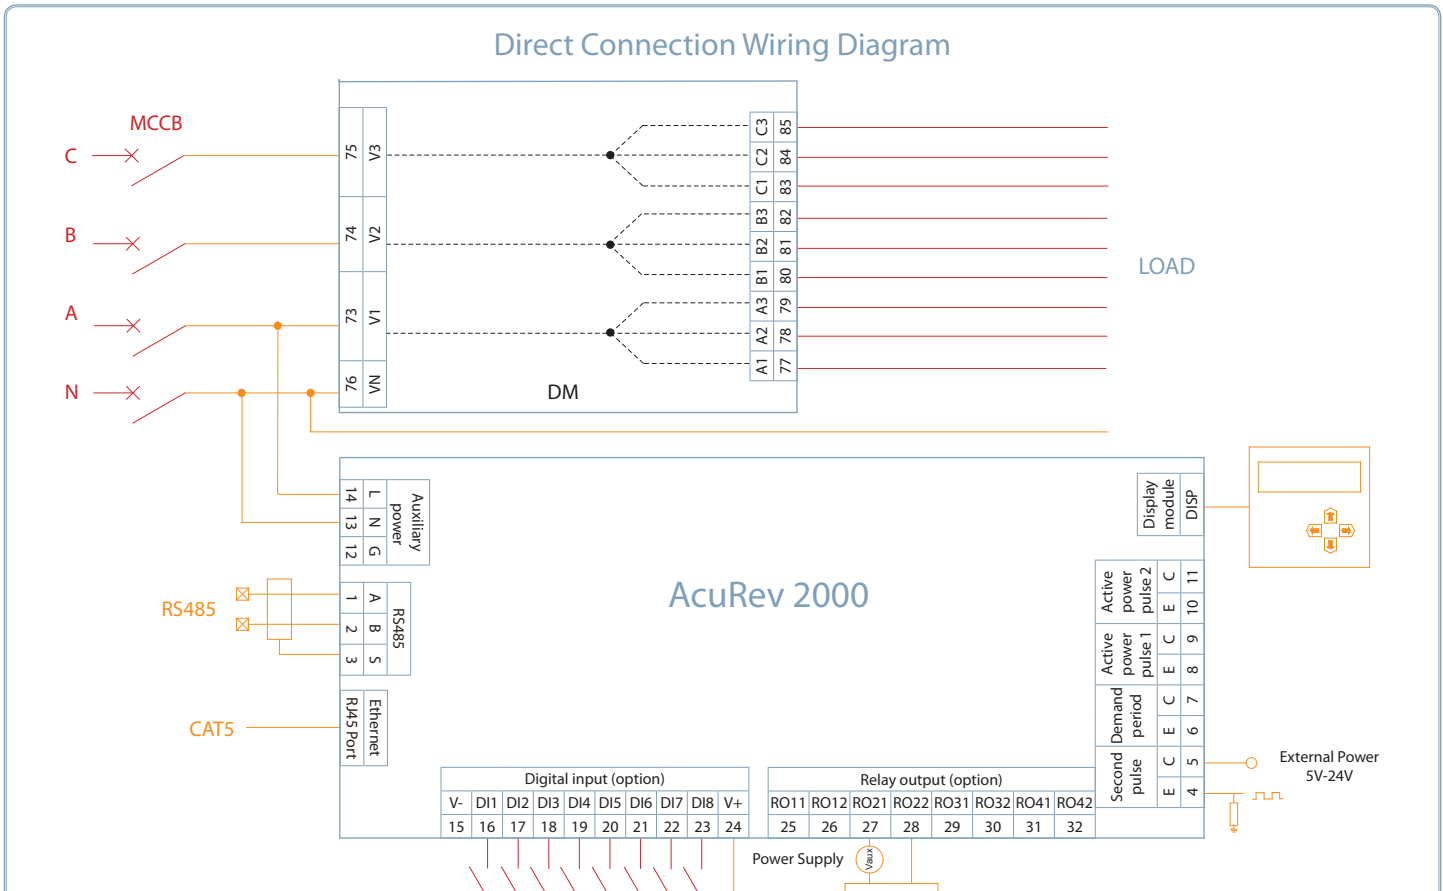 Direct Connection Wiring Diagram
MCCB
C
B
A
N
75 V3
74 V2
73 V1
76 VN
DM
C3 85
C2 84
C1 83
B3 82
B2 81
B1 80
A3 79
A2 78
A1 77
LOAD
14 L
13 N
12 G
Auxiliary
power
RS485
1 A
2 B
3 S
RS485
CAT5
RJ45 Port
Ethernet
AcuRev 2000
Display
module
DISP
Active
power
pulse 2
C 11
E 10
Active
power
pulse 1
C 9
E 8
Demand
period
C 7
E 6
Second
pulse
C 5
E 4
External Power
5V-24V
Digital input (option)
V- DI1 DI2 DI3 DI4 DI5 DI6 DI7 DI8 V+
15 16 17 18 19 20 21 22 23 24
Relay output (option)
RO11 RO12 RO21 RO22 RO31 RO32 RO41 RO42
25 26 27 28 29 30 31 32
Power Supply
Vaux